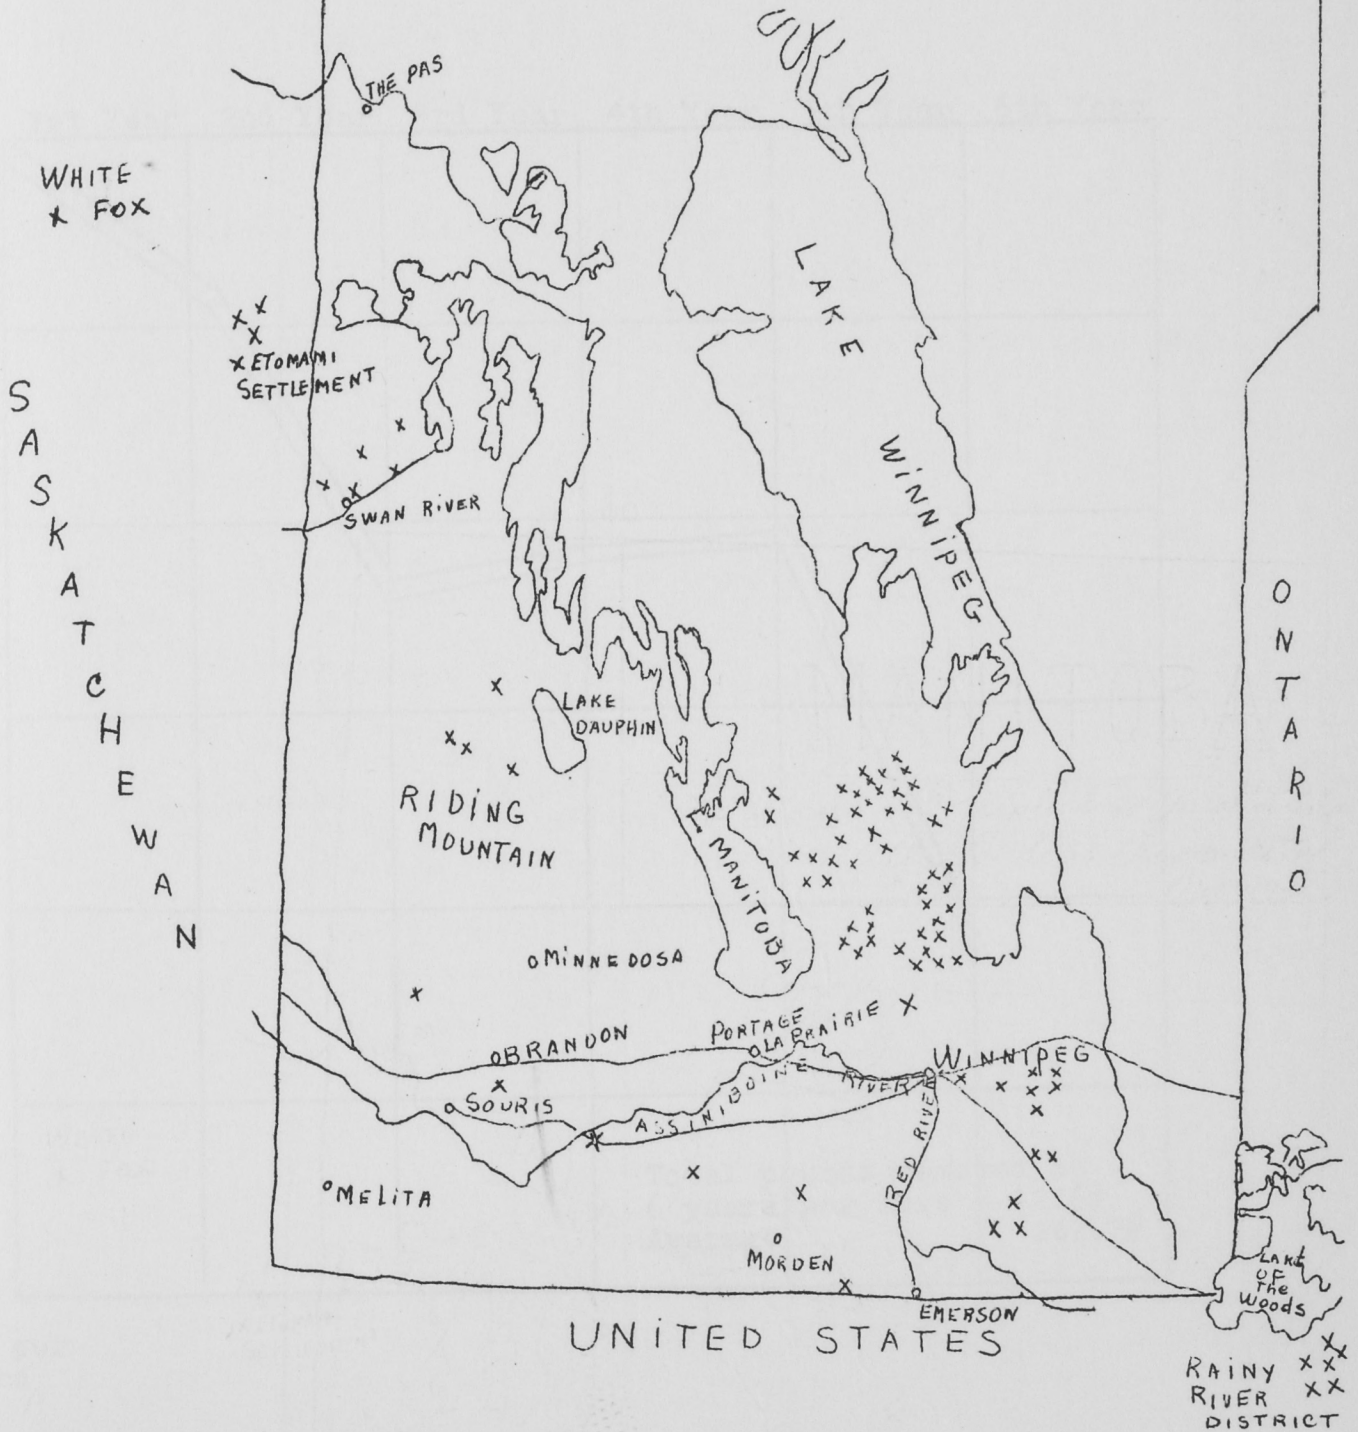 THE PAS
WHITE
x FOX
LAKE
WINNIPEG
x ETOMAMI
SETTLEMENT
SASKATCHEWAN
SWAN RIVER
ONTARIO
LAKE
DAUPHIN
RIDING
MOUNTAIN
L MANITOBA
MINNEDOSA
BRANDON
PORTAGE
LA PRAIRIE
WINNIPEG
SOURIS
ASSINIBOINE RIVER
RED RIVER
MELITA
MORDEN
EMERSON
LAKE
OF
The
Woods
UNITED STATES
RAINY
RIVER
DISTRICT